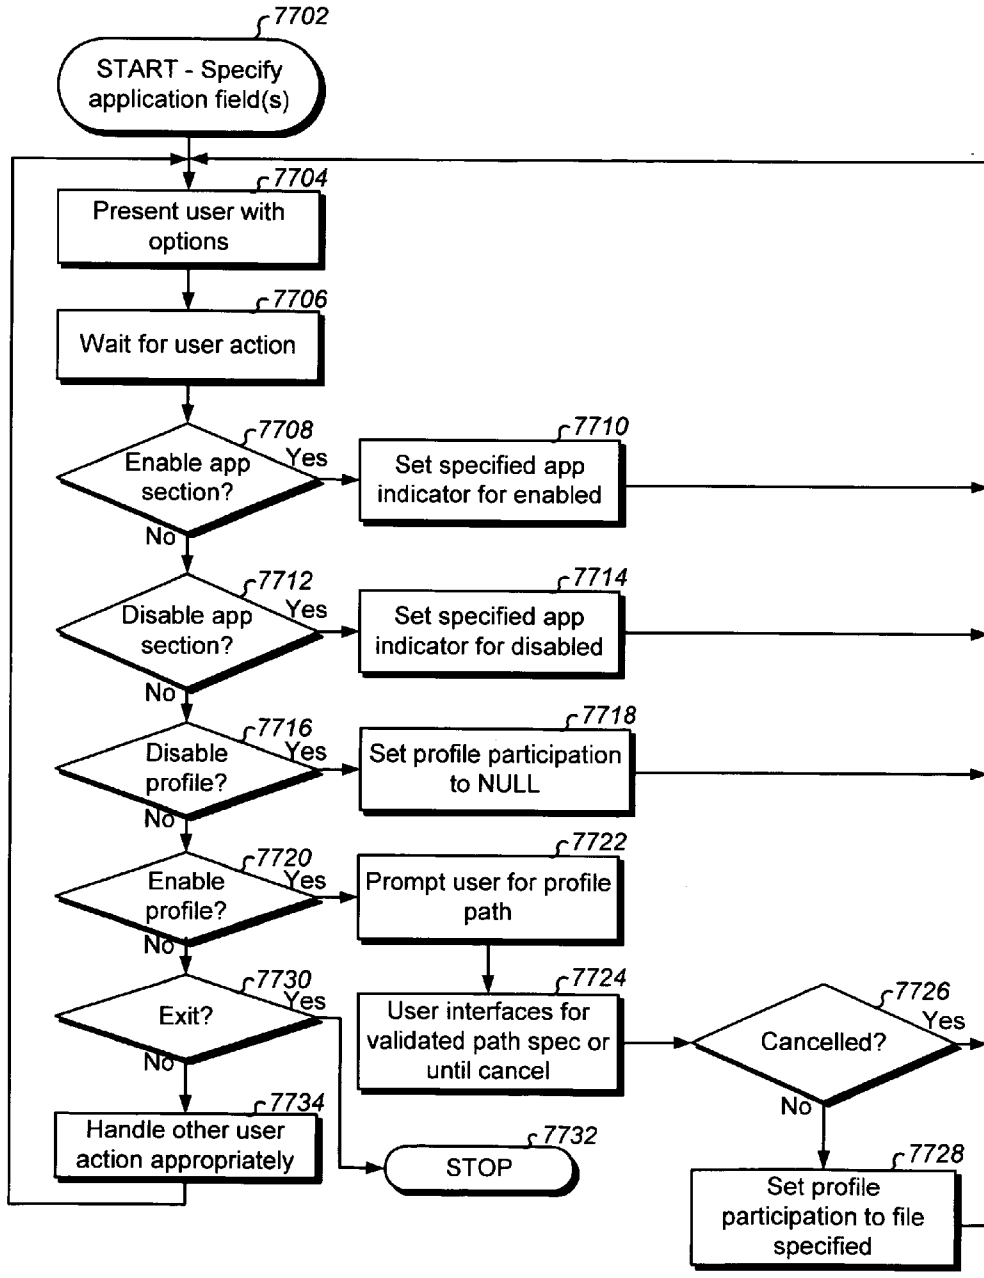 7702
START - Specify
application field(s)
7704
Present user with
options
7706
Wait for user action
7708
Enable app
section?
Yes
No
7710
Set specified app
indicator for enabled
7712
Disable app
section?
Yes
No
7714
Set specified app
indicator for disabled
7716
Disable
profile?
Yes
No
7718
Set profile participation
to NULL
7720
Enable
profile?
Yes
No
7722
Prompt user for profile
path
7724
User interfaces for
validated path spec or
until cancel
7726
Cancelled?
Yes
No
7728
Set profile
participation to file
specified
7730
Exit?
Yes
No
7732
STOP
7734
Handle other user
action appropriately